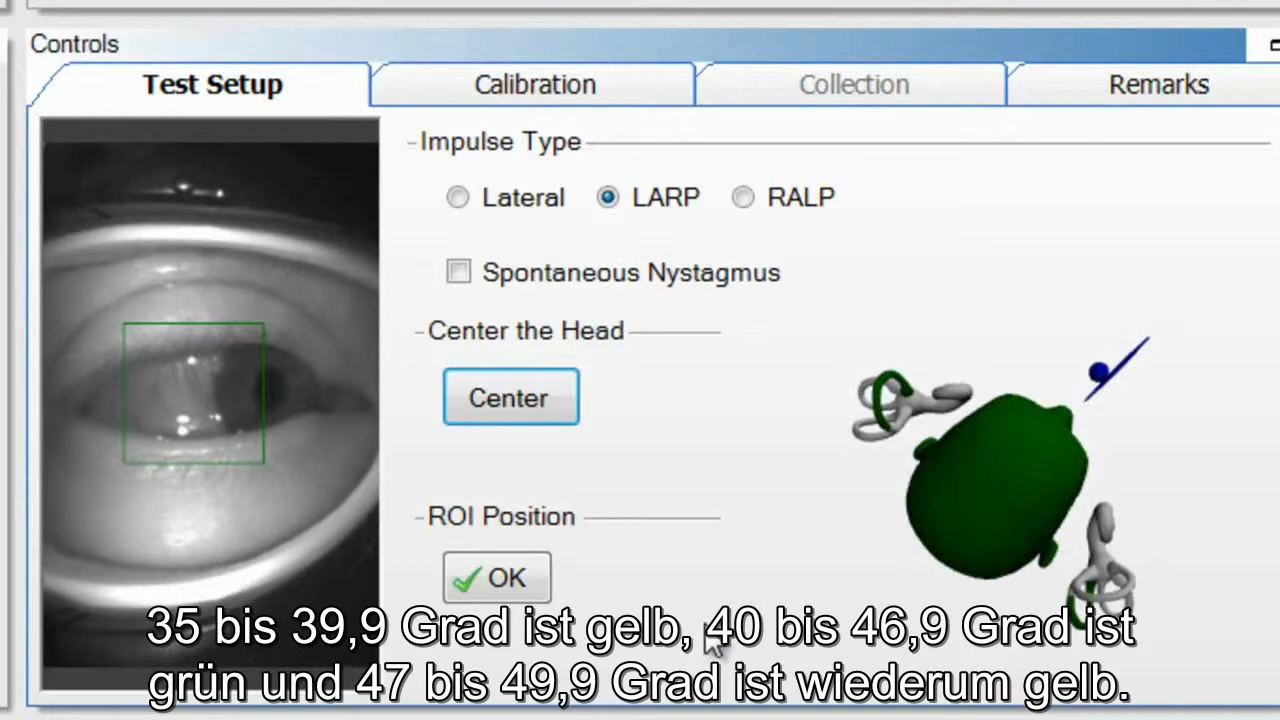 Controls
Test Setup
Calibration
Collection
Remarks
Impulse Type
Lateral
LARP
RALP
Spontaneous Nystagmus
Center the Head
Center
ROI Position
OK
35 bis 39,9 Grad ist gelb, 40 bis 46,9 Grad ist
grün und 47 bis 49,9 Grad ist wiederum gelb.